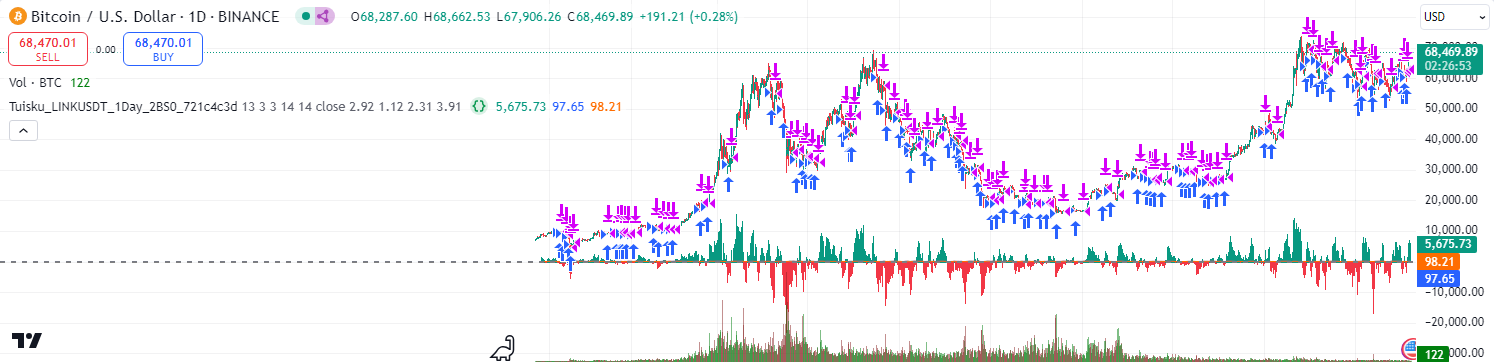 Bitcoin / U.S. Dollar · 1D · BINANCE O68,287.60 H68,662.53 L67,906.26 C68,469.89 +191.21 (+0.28%)
USD
68,470.01
SELL
0.00
68,470.01
BUY
Vol · BTC 122
Tuisku_LINKUSDT_1Day_2BS0_721c4c3d 13 3 3 14 14 close 2.92 1.12 2.31 3.91 {} 5,675.73 97.65 98.21
68,469.89
02:26:53
60,000.00
50,000.00
40,000.00
30,000.00
20,000.00
10,000.00
5,675.73
98.21
97.65
−10,000.00
−20,000.00
122